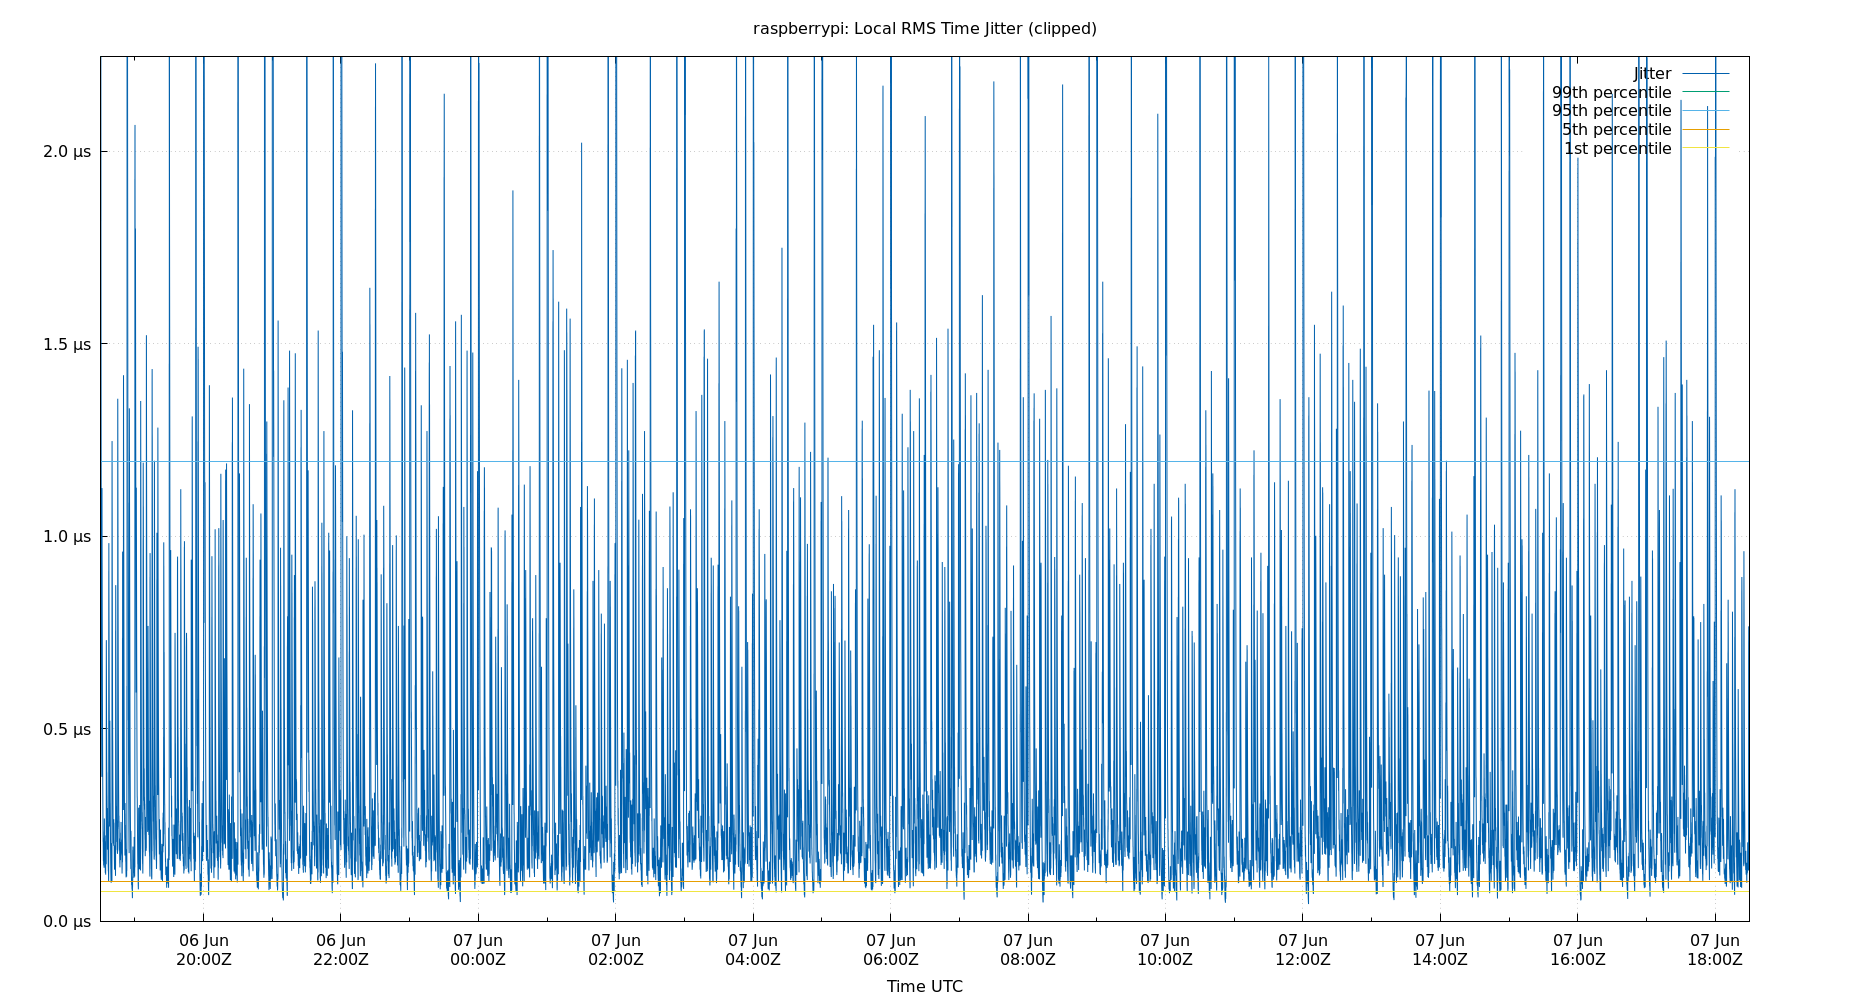 raspberrypi: Local RMS Time Jitter (clipped)
Jitter
99th percentile
95th percentile
5th percentile
1st percentile
2.0 µs
1.5 µs
1.0 µs
0.5 µs
0.0 µs
06 Jun 06 Jun 07 Jun 07 Jun 07 Jun 07 Jun 07 Jun 07 Jun 07 Jun 07 Jun 07 Jun 07 Jun
20:00Z 22:00Z 00:00Z 02:00Z 04:00Z 06:00Z 08:00Z 10:00Z 12:00Z 14:00Z 16:00Z 18:00Z
Time UTC